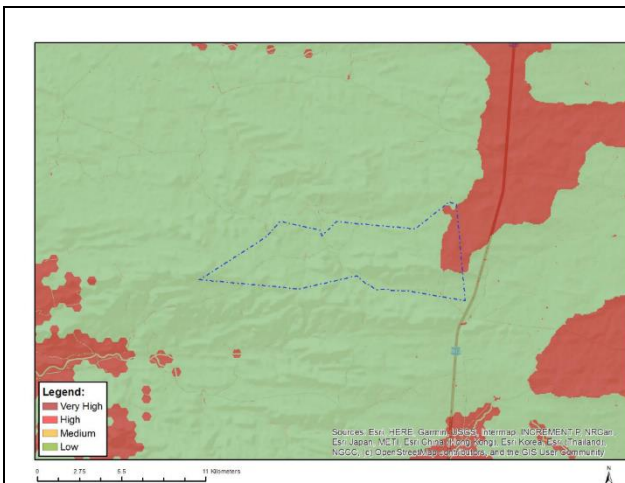 Legend:
Very High
High
Medium
Low
Sources: Esri, HERE, Garmin, USGS, Intermap, INCREMENT P, NRCan,
Esri Japan, METI, Esri China (Hong Kong), Esri Korea, Esri (Thailand),
NGCC, (c) OpenStreetMap contributors, and the GIS User Community
0 2.75 5.5 11 Kilometers
N